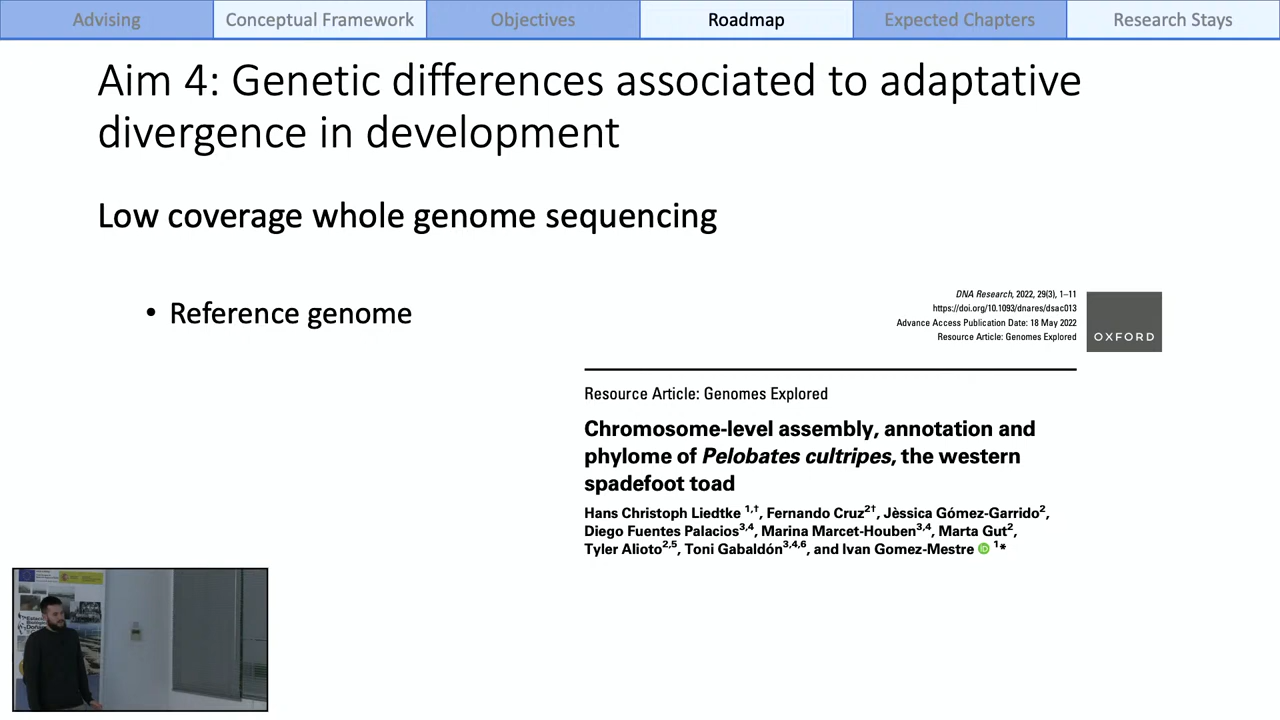 Advising
Conceptual Framework
Objectives
Roadmap
Expected Chapters
Research Stays
Aim 4: Genetic differences associated to adaptative
divergence in development
Low coverage whole genome sequencing
• Reference genome
DNA Research, 2022, 29(3), 1–11
https://doi.org/10.1093/dnares/dsac013
Advance Access Publication Date: 18 May 2022
Resource Article: Genomes Explored
OXFORD
Resource Article: Genomes Explored
Chromosome-level assembly, annotation and
phylome of Pelobates cultripes, the western
spadefoot toad
Hans Christoph Liedtke 1,†, Fernando Cruz2†, Jèssica Gómez-Garrido2,
Diego Fuentes Palacios3,4, Marina Marcet-Houben3,4, Marta Gut2,
Tyler Alioto2,5, Toni Gabaldón3,4,6, and Ivan Gomez-Mestre 1*